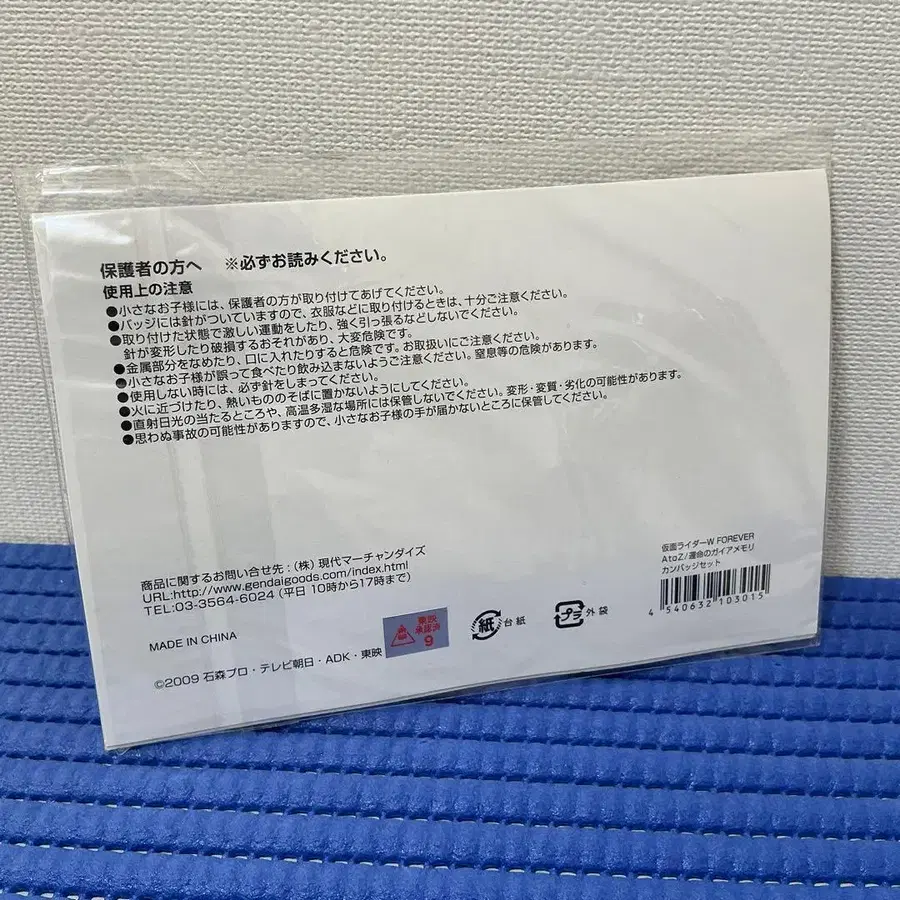 保護者の方へ ※必ずお読みください。
使用上の注意
●小さなお子様には、保護者の方が取り付けてあげてください。
●バッジには針がついていますので、衣服などに取り付けるときは、十分ご注意ください。
●取り付けた状態で激しい運動をしたり、強く引っ張るなどしないでください。
針が変形したり破損するおそれがあり、大変危険です。
●金属部分をなめたり、口に入れたりすると危険です。お取扱いにご注意ください。
●小さなお子様が誤って食べたり飲み込まないようご注意ください。窒息等の危険があります。
●使用しない時には、必ず針をしまってください。
●火に近づけたり、熱いもののそばに置かないようにしてください。
●直射日光の当たるところや、高温多湿な場所には保管しないでください。変形・変質・劣化の可能性があります。
●思わぬ事故の可能性がありますので、小さなお子様の手が届かないところに保管してください。
商品に関するお問い合せ先：（株）現代マーチャンダイズ
URL:http://www.gendaigoods.com/index.html
TEL:03-3564-6024 (平日 10時から17時まで)
MADE IN CHINA
©2009 石森プロ・テレビ朝日・ADK・東映
東映
承認済
9
紙 台紙
プラ 外袋
仮面ライダーW FOREVER
AtoZ/運命のガイアメモリ
カンバッジセット
4 540632 103015